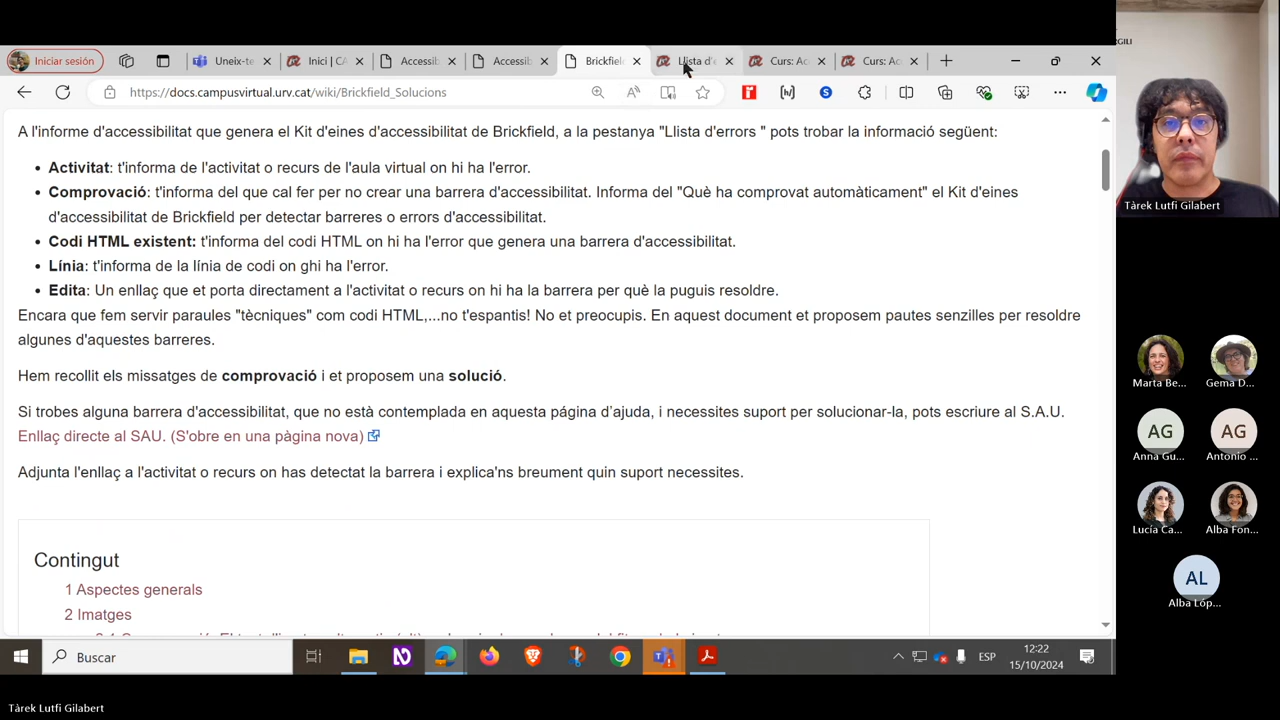 Iniciar sesión
Uneix-te
Inici | CA
Accessib
Accessib
Brickfiel
Llista d'e
Curs: Ac
Curs: Ac
https://docs.campusvirtual.urv.cat/wiki/Brickfield_Solucions
A l'informe d'accessibilitat que genera el Kit d'eines d'accessibilitat de Brickfield, a la pestanya "Llista d'errors " pots trobar la informació següent:
Activitat: t'informa de l'activitat o recurs de l'aula virtual on hi ha l'error.
Comprovació: t'informa del que cal fer per no crear una barrera d'accessibilitat. Informa del "Què ha comprovat automàticament" el Kit d'eines
d'accessibilitat de Brickfield per detectar barreres o errors d'accessibilitat.
Codi HTML existent: t'informa del codi HTML on hi ha l'error que genera una barrera d'accessibilitat.
Línia: t'informa de la línia de codi on ghi ha l'error.
Edita: Un enllaç que et porta directament a l'activitat o recurs on hi ha la barrera per què la puguis resoldre.
Encara que fem servir paraules "tècniques" com codi HTML,...no t'espantis! No et preocupis. En aquest document et proposem pautes senzilles per resoldre
algunes d'aquestes barreres.
Hem recollit els missatges de comprovació i et proposem una solució.
Si trobes alguna barrera d'accessibilitat, que no està contemplada en aquesta página d'ajuda, i necessites suport per solucionar-la, pots escriure al S.A.U.
Enllaç directe al SAU. (S'obre en una pàgina nova)
Adjunta l'enllaç a l'activitat o recurs on has detectat la barrera i explica'ns breument quin suport necessites.
Contingut
1 Aspectes generals
2 Imatges
Buscar
ESP
12:22
15/10/2024
Tàrek Lutfi Gilabert
Marta Be...
Gema D...
AG
AG
Anna Gu...
Antonio ...
Lucía Ca...
Alba Fon...
AL
Alba Lóp...
Tàrek Lutfi Gilabert